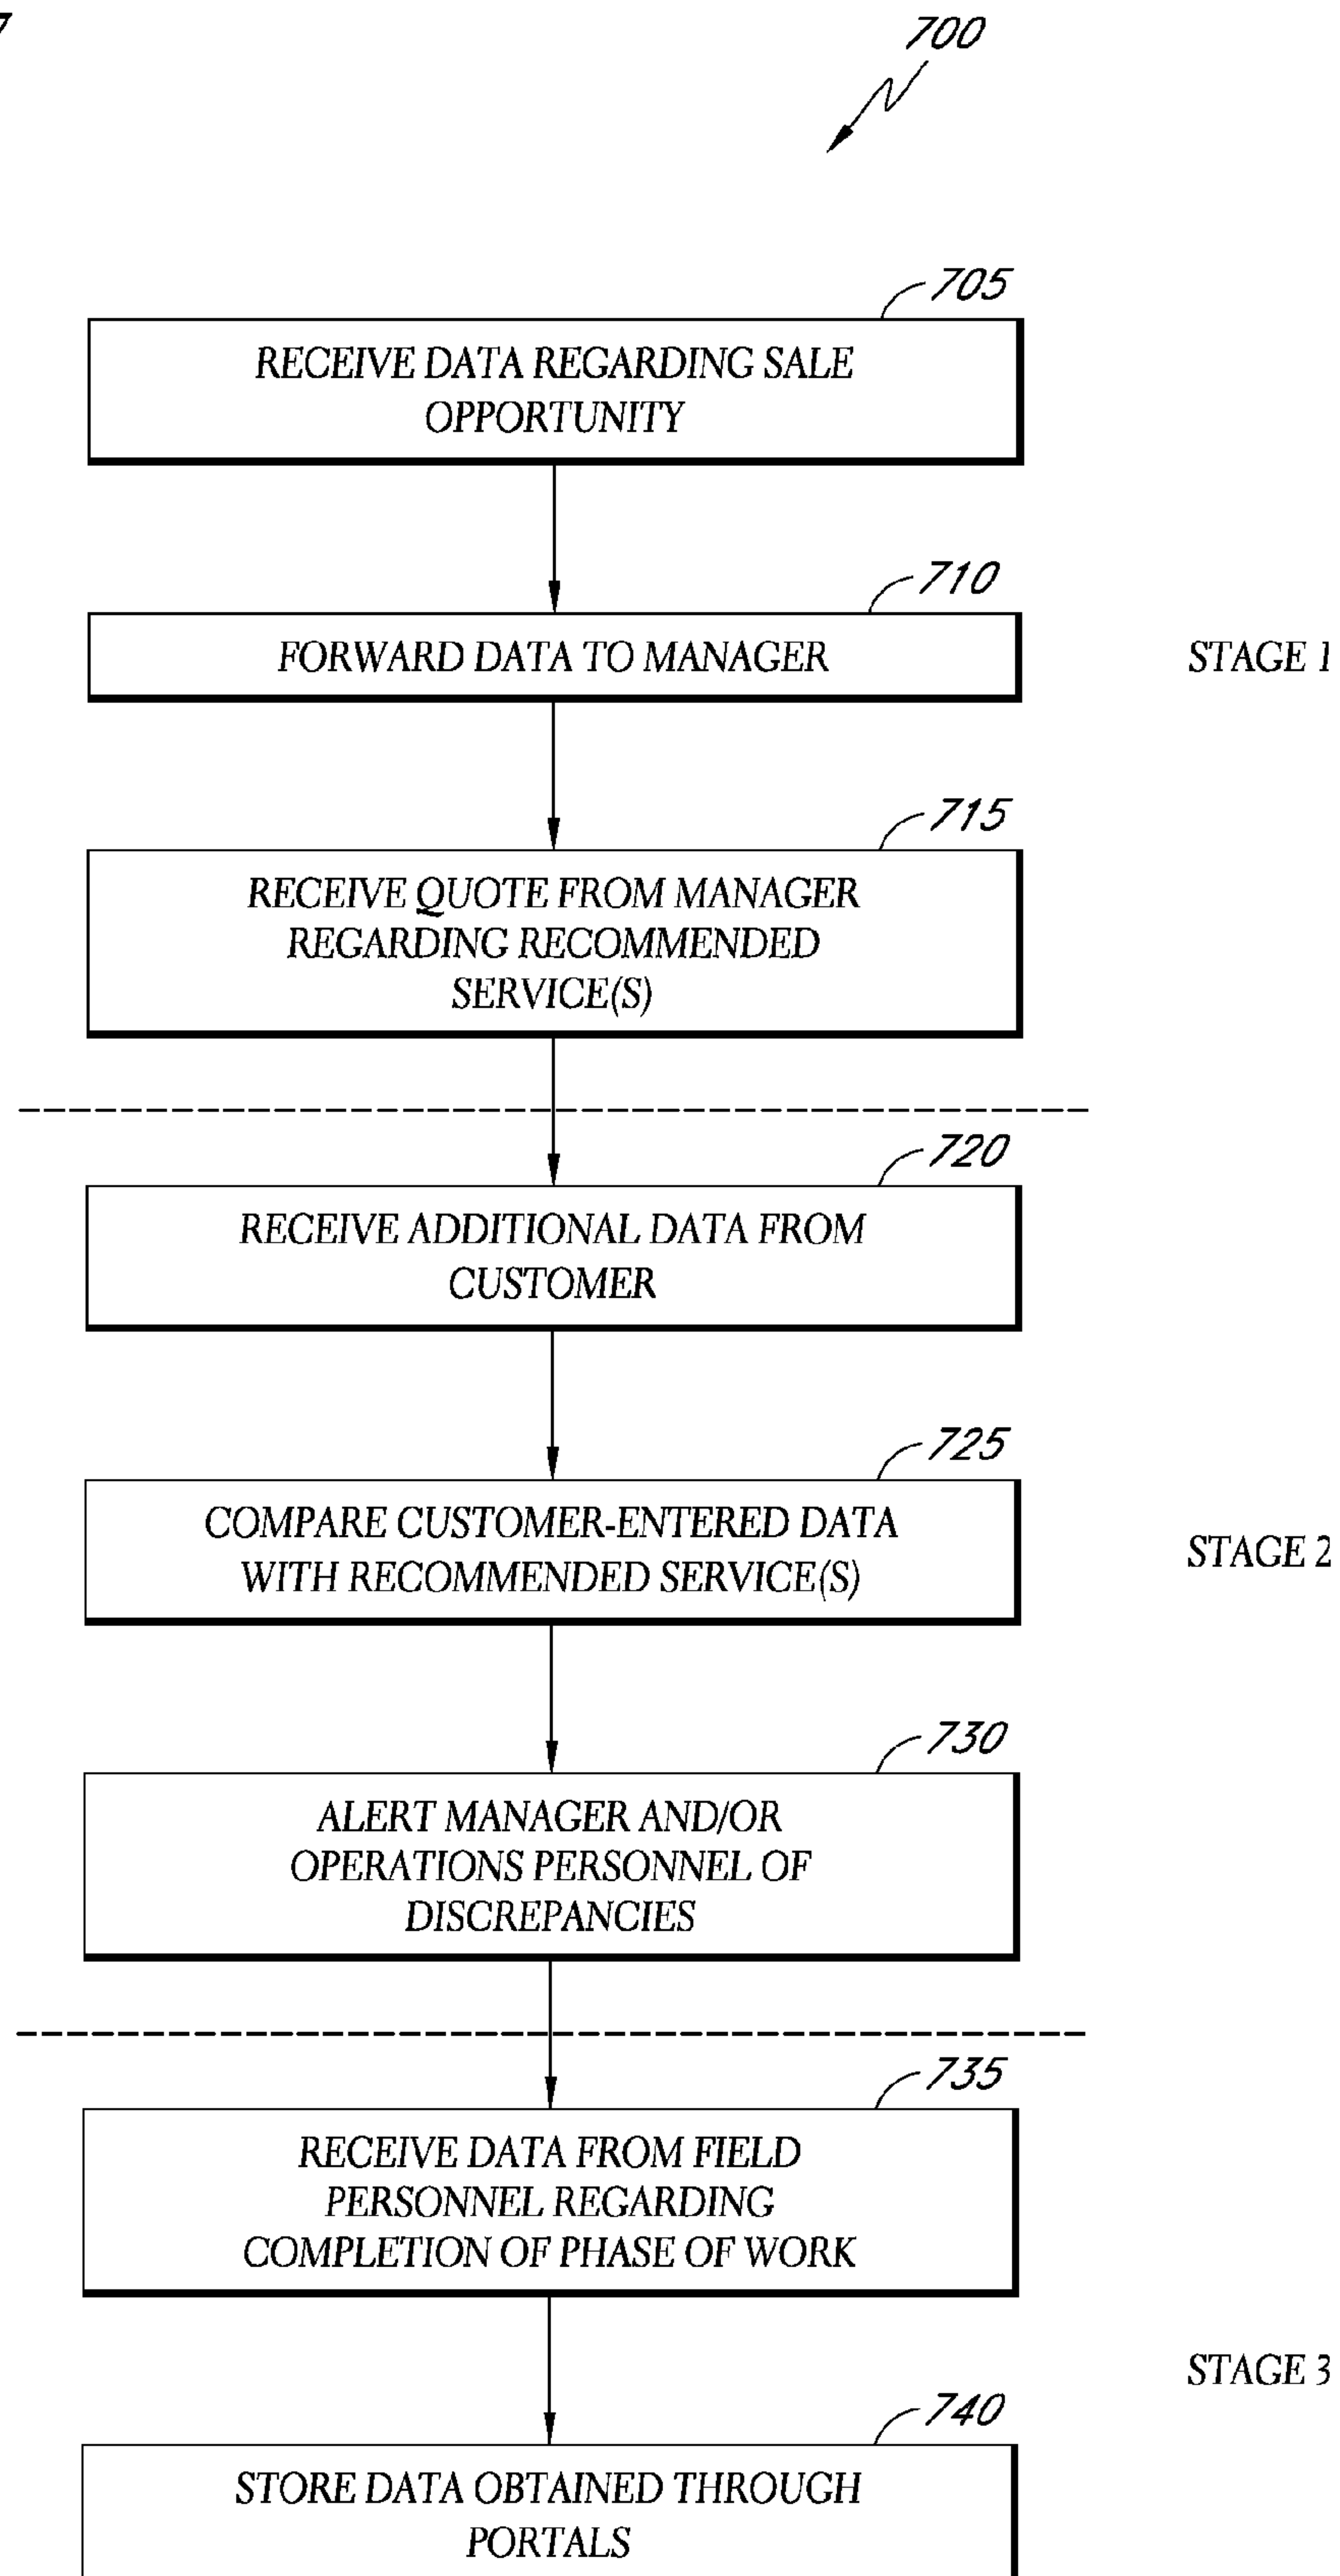 700
705
RECEIVE DATA REGARDING SALE
OPPORTUNITY
710
FORWARD DATA TO MANAGER
STAGE 1
715
RECEIVE QUOTE FROM MANAGER
REGARDING RECOMMENDED
SERVICE(S)
720
RECEIVE ADDITIONAL DATA FROM
CUSTOMER
725
COMPARE CUSTOMER-ENTERED DATA
WITH RECOMMENDED SERVICE(S)
STAGE 2
730
ALERT MANAGER AND/OR
OPERATIONS PERSONNEL OF
DISCREPANCIES
735
RECEIVE DATA FROM FIELD
PERSONNEL REGARDING
COMPLETION OF PHASE OF WORK
STAGE 3
740
STORE DATA OBTAINED THROUGH
PORTALS